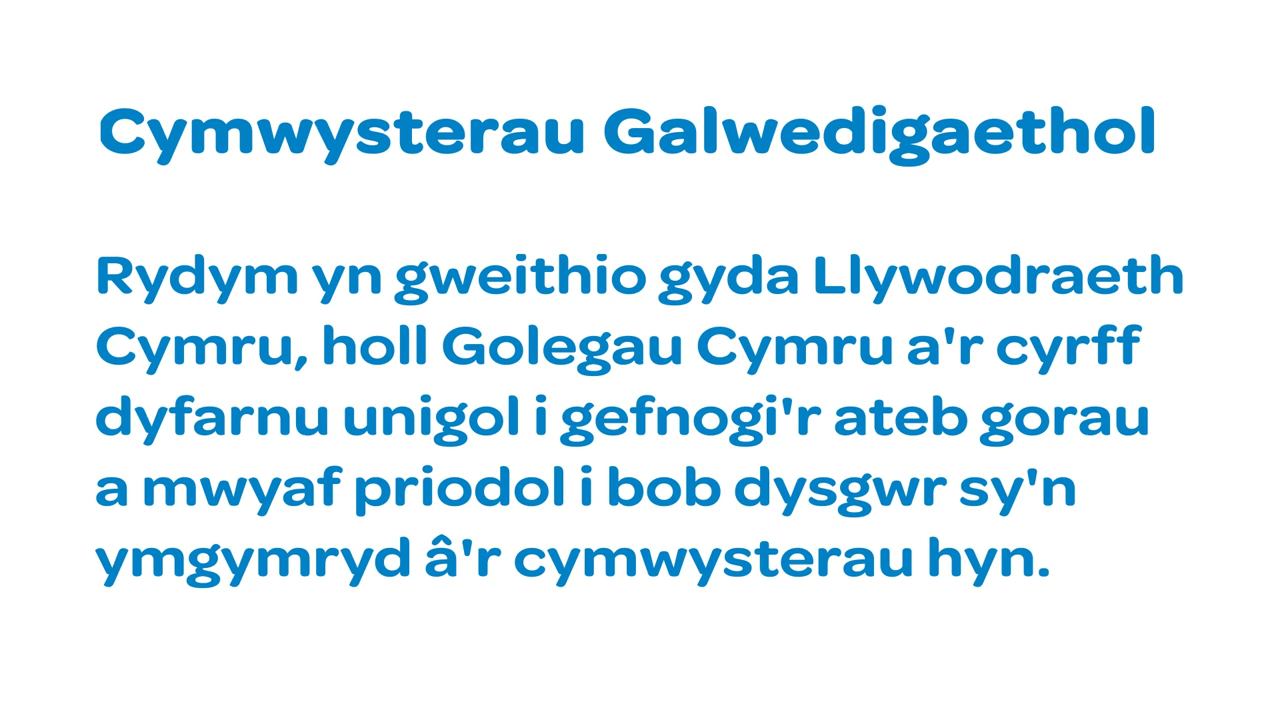 Cymwysterau Galwedigaethol
Rydym yn gweithio gyda Llywodraeth
Cymru, holl Golegau Cymru a'r cyrff
dyfarnu unigol i gefnogi'r ateb gorau
a mwyaf priodol i bob dysgwr sy'n
ymgymryd â'r cymwysterau hyn.